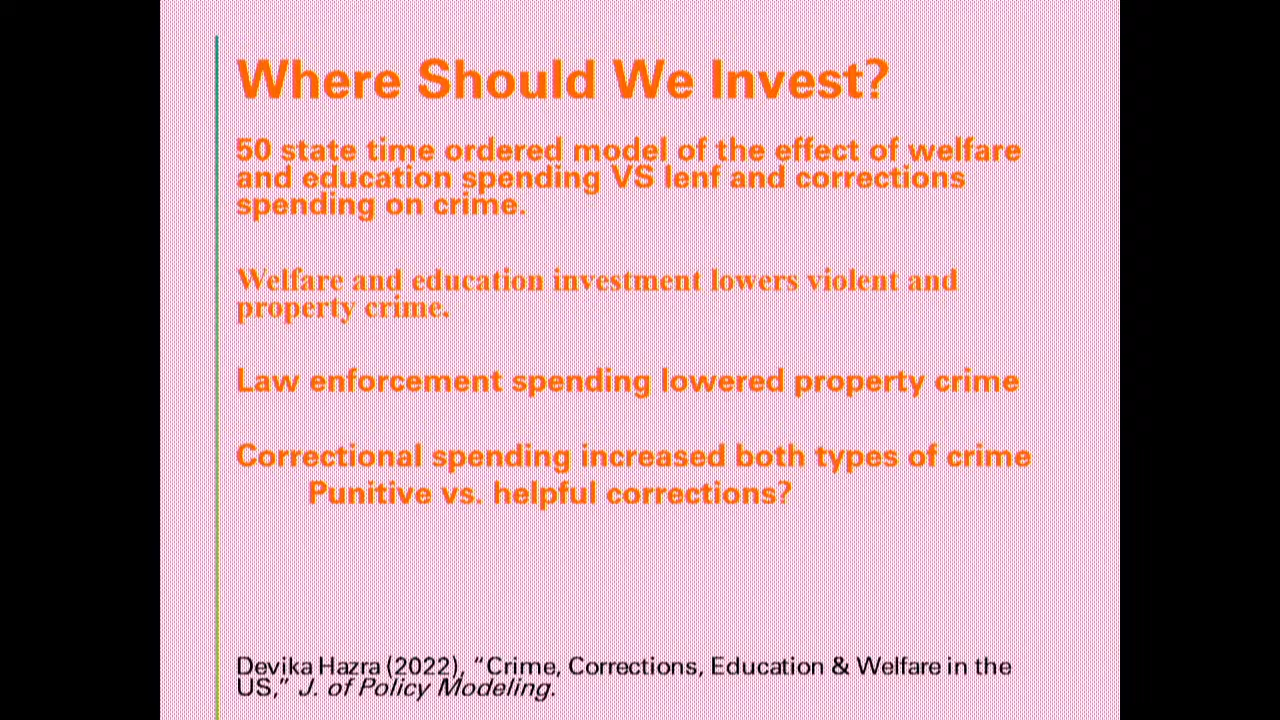 Where Should We Invest?
50 state time ordered model of the effect of welfare
and education spending VS lenf and corrections
spending on crime.
Welfare and education investment lowers violent and
property crime.
Law enforcement spending lowered property crime
Correctional spending increased both types of crime
Punitive vs. helpful corrections?
Devika Hazra (2022), “Crime, Corrections, Education & Welfare in the
US,” J. of Policy Modeling.